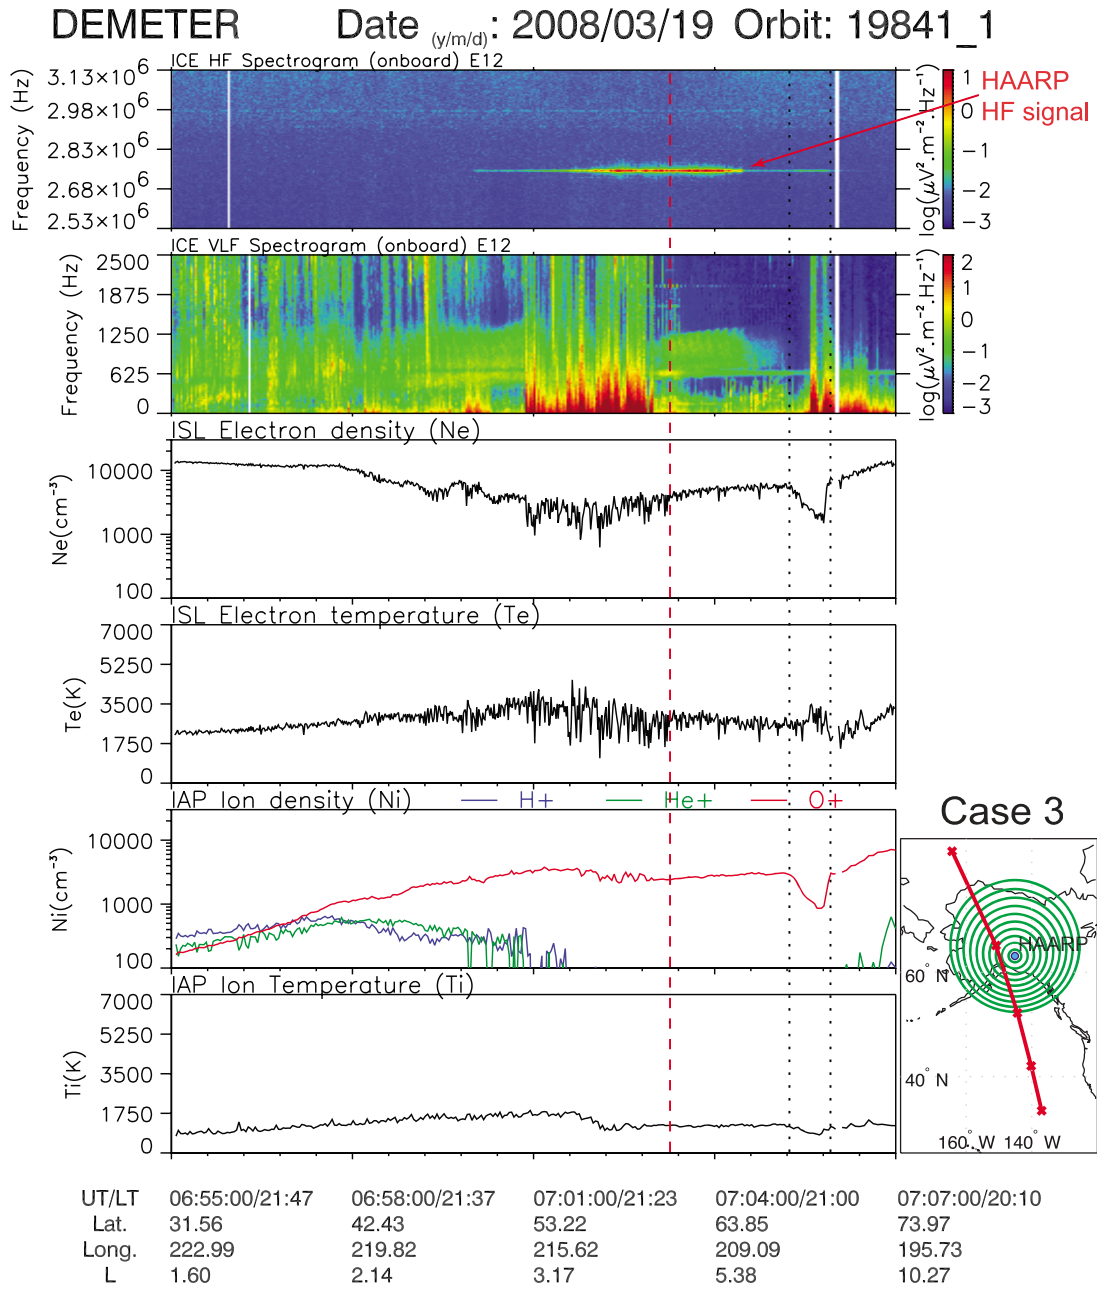 DEMETER Date (y/m/d): 2008/03/19 Orbit: 19841_1
ICE HF Spectrogram (onboard) E12
Frequency (Hz)
3.13×10⁶
2.98×10⁶
2.83×10⁶
2.68×10⁶
2.53×10⁶
1
0
−1
−2
−3
log(μV².m⁻².Hz⁻¹)
HAARP
HF signal
ICE VLF Spectrogram (onboard) E12
Frequency (Hz)
2500
1875
1250
625
0
2
1
0
−1
−2
−3
log(μV².m⁻².Hz⁻¹)
ISL Electron density (Ne)
Ne(cm⁻³)
10000
1000
100
ISL Electron temperature (Te)
Te(K)
7000
5250
3500
1750
0
IAP Ion density (Ni) H+ He+ O+
Ni(cm⁻³)
10000
1000
100
IAP Ion Temperature (Ti)
Ti(K)
7000
5250
3500
1750
0
Case 3
HAARP
60° N
40° N
160° W 140° W
UT/LT 06:55:00/21:47 06:58:00/21:37 07:01:00/21:23 07:04:00/21:00 07:07:00/20:10
Lat. 31.56 42.43 53.22 63.85 73.97
Long. 222.99 219.82 215.62 209.09 195.73
L 1.60 2.14 3.17 5.38 10.27